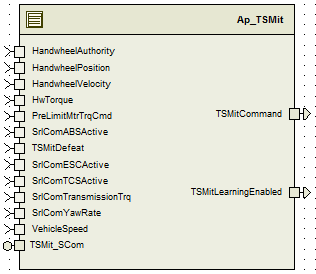 Ap_TSMit
HandwheelAuthority
HandwheelPosition
HandwheelVelocity
HwTorque
PreLimitMtrTrqCmd
TSMitCommand
SrlComABSActive
TSMitDefeat
SrlComESCActive
SrlComTCSActive
TSMitLearningEnabled
SrlComTransmissionTrq
SrlComYawRate
VehicleSpeed
TSMit_SCom